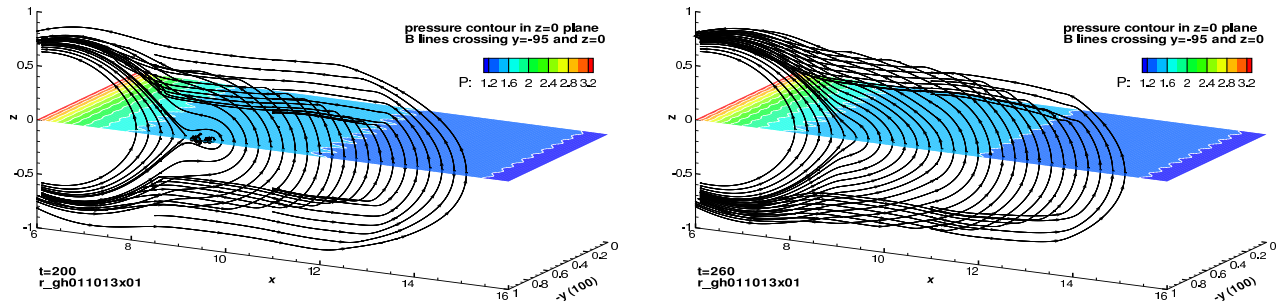 pressure contour in z=0 plane
B lines crossing y=-95 and z=0
P: 1.2 1.6 2 2.4 2.8 3.2
1
0.5
0
-0.5
-1
z
6
8
10
12
14
16
x
1
0.8
0.6
0.4
0.2
0
-y (100)
t=200
r_gh011013x01
pressure contour in z=0 plane
B lines crossing y=-95 and z=0
P: 1.2 1.6 2 2.4 2.8 3.2
1
0.5
0
-0.5
-1
z
6
8
10
12
14
16
x
1
0.8
0.6
0.4
0.2
0
-y (100)
t=260
r_gh011013x01